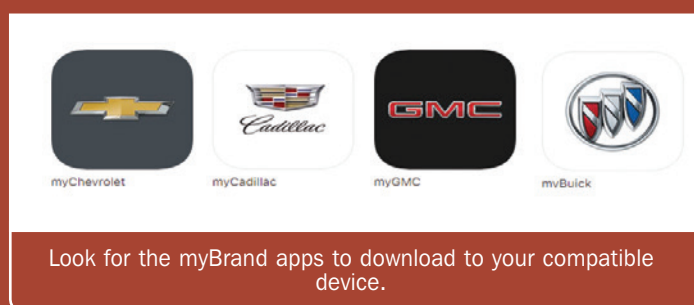 Cadillac
GMC
myChevrolet
myCadillac
myGMC
myBuick
Look for the myBrand apps to download to your compatible
device.